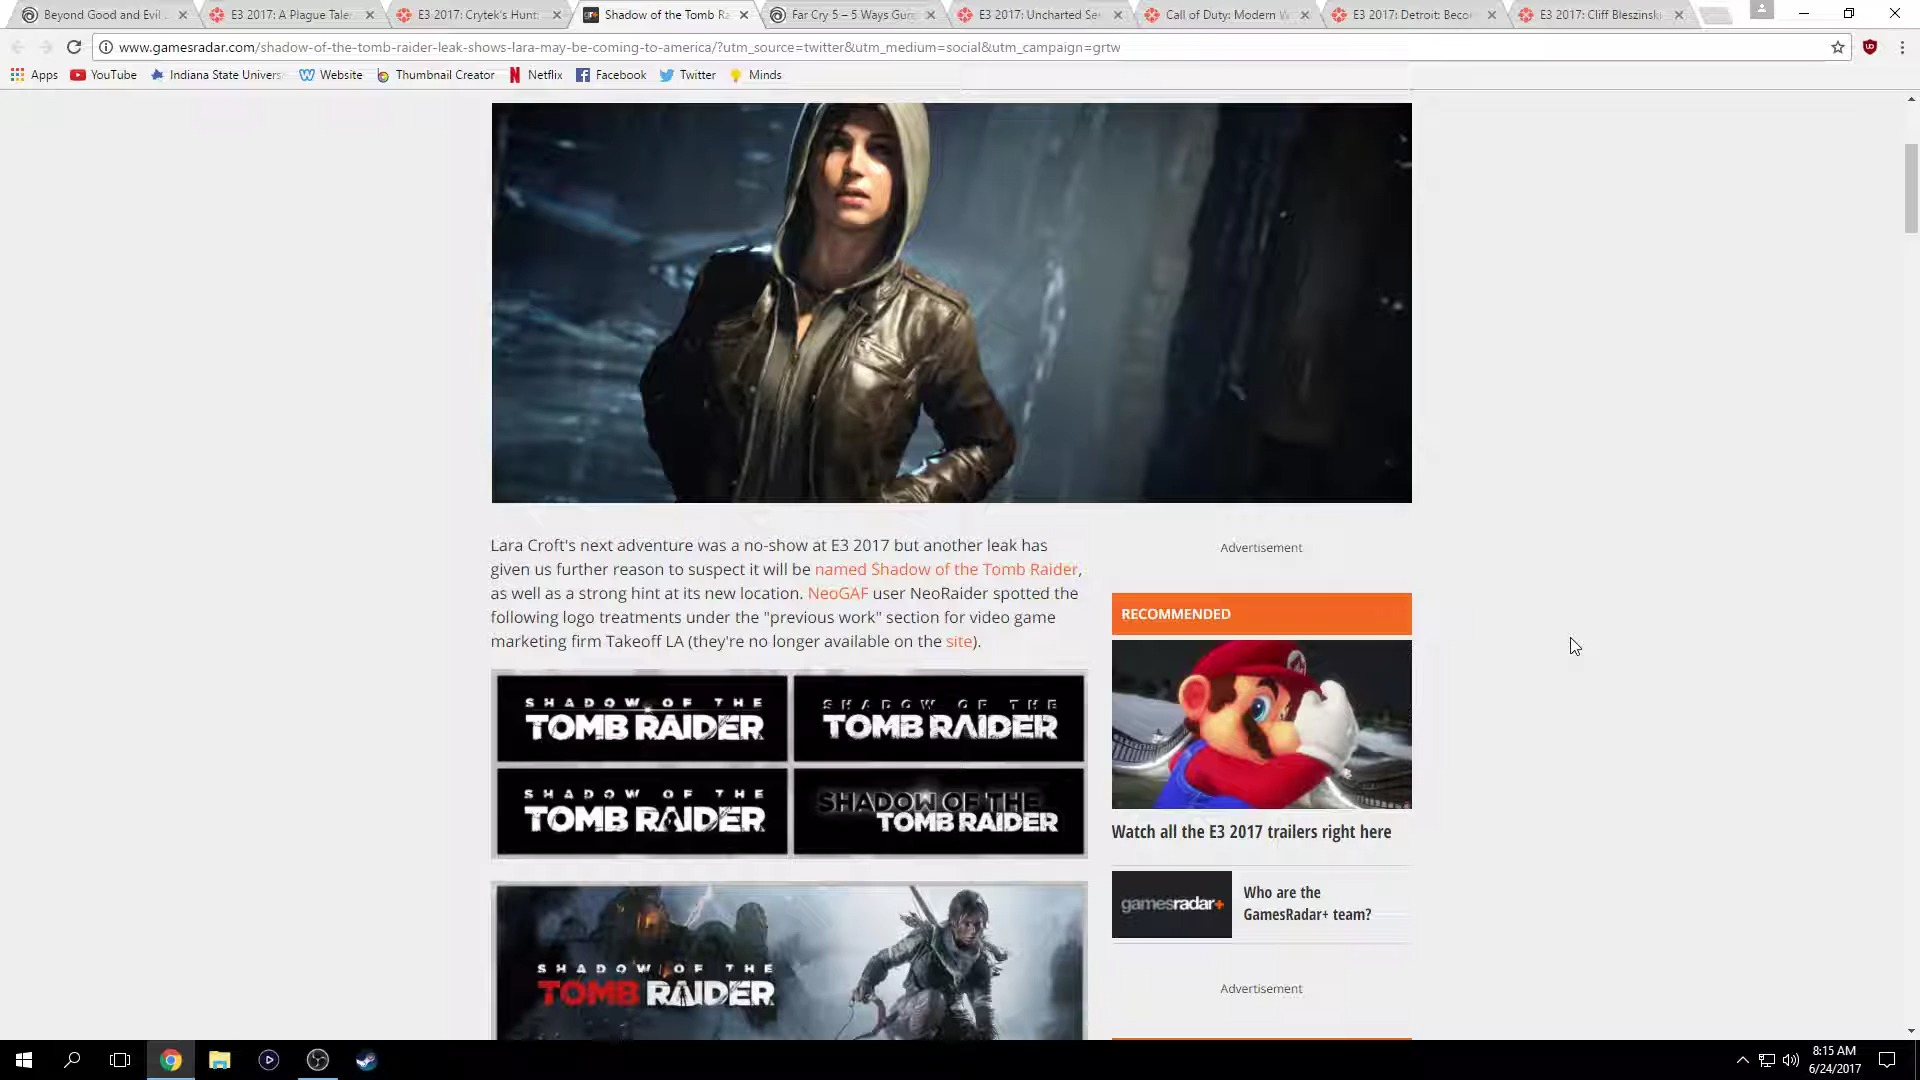 Beyond Good and Evil
E3 2017: A Plague Tale:
E3 2017: Crytek's Hunt:
Shadow of the Tomb Ra
Far Cry 5 – 5 Ways Gun
E3 2017: Uncharted Se
Call of Duty: Modern W
E3 2017: Detroit: Beco
E3 2017: Cliff Bleszinski
www.gamesradar.com/shadow-of-the-tomb-raider-leak-shows-lara-may-be-coming-to-america/?utm_source=twitter&utm_medium=social&utm_campaign=grtw
Apps YouTube Indiana State Univers Website Thumbnail Creator Netflix Facebook Twitter Minds
Lara Croft's next adventure was a no-show at E3 2017 but another leak has
given us further reason to suspect it will be named Shadow of the Tomb Raider,
as well as a strong hint at its new location. NeoGAF user NeoRaider spotted the
following logo treatments under the "previous work" section for video game
marketing firm Takeoff LA (they're no longer available on the site).
SHADOW OF THE
TOMB RAIDER
SHADOW OF THE
TOMB RAIDER
SHADOW OF THE
TOMB RAIDER
SHADOW OF THE
TOMB RAIDER
SHADOW OF THE
TOMB RAIDER
Advertisement
RECOMMENDED
Watch all the E3 2017 trailers right here
gamesradar+
Who are the
GamesRadar+ team?
Advertisement
8:15 AM
6/24/2017